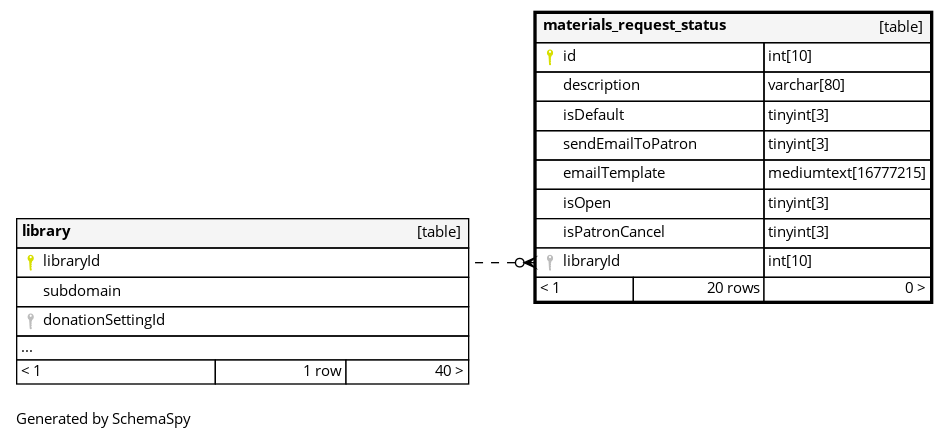 materials_request_status [table]
id int[10]
description varchar[80]
isDefault tinyint[3]
sendEmailToPatron tinyint[3]
emailTemplate mediumtext[16777215]
isOpen tinyint[3]
isPatronCancel tinyint[3]
libraryId int[10]
< 1 20 rows 0 >
library [table]
libraryId
subdomain
donationSettingId
...
< 1 1 row 40 >
Generated by SchemaSpy